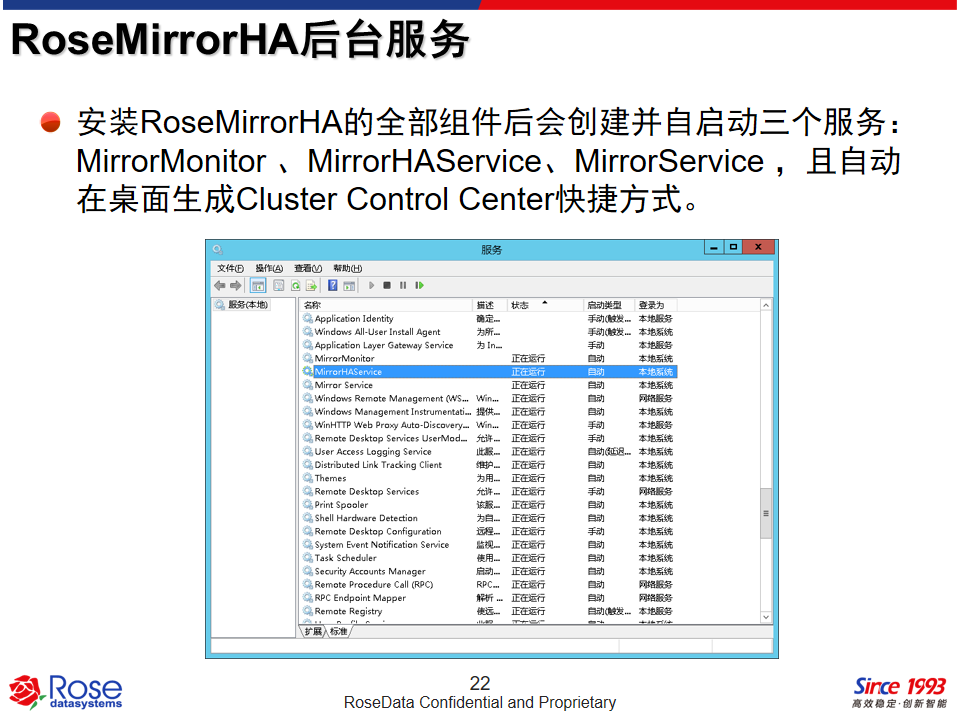 RoseMirrorHA后台服务
安装RoseMirrorHA的全部组件后会创建并自启动三个服务：
MirrorMonitor 、MirrorHAService、MirrorService ，且自动
在桌面生成Cluster Control Center快捷方式。
服务
文件(F) 操作(A) 查看(V) 帮助(H)
服务(本地)
名称 描述 状态 启动类型 登录为
Application Identity 确定... 手动(触发... 本地服务
Windows All-User Install Agent 为所... 手动(触发... 本地系统
Application Layer Gateway Service 为 In... 手动 本地服务
MirrorMonitor 正在运行 自动 本地系统
MirrorHAService 正在运行 自动 本地系统
Mirror Service 正在运行 自动 本地系统
Windows Remote Management (WS... Win... 正在运行 自动 网络服务
Windows Management Instrumentati... 提供... 正在运行 自动 本地系统
WinHTTP Web Proxy Auto-Discovery... Win... 正在运行 手动 本地服务
Remote Desktop Services UserMod... 允许... 正在运行 手动 本地系统
User Access Logging Service 此服... 正在运行 自动(延迟... 本地系统
Distributed Link Tracking Client 维护... 正在运行 自动 本地系统
Themes 为用... 正在运行 自动 本地系统
Remote Desktop Services 允许... 正在运行 手动 网络服务
Print Spooler 该服... 正在运行 自动 本地系统
Shell Hardware Detection 为自... 正在运行 自动 本地系统
Remote Desktop Configuration 远程... 正在运行 手动 本地系统
System Event Notification Service 监视... 正在运行 自动 本地系统
Task Scheduler 使用... 正在运行 自动 本地系统
Security Accounts Manager 启动... 正在运行 自动 本地系统
Remote Procedure Call (RPC) RPC... 正在运行 自动 网络服务
RPC Endpoint Mapper 解析 ... 正在运行 自动 网络服务
Remote Registry 使远... 正在运行 自动(触发... 本地服务
扩展 标准
Rose
datasystems
22
RoseData Confidential and Proprietary
Since 1993
高效稳定·创新智能